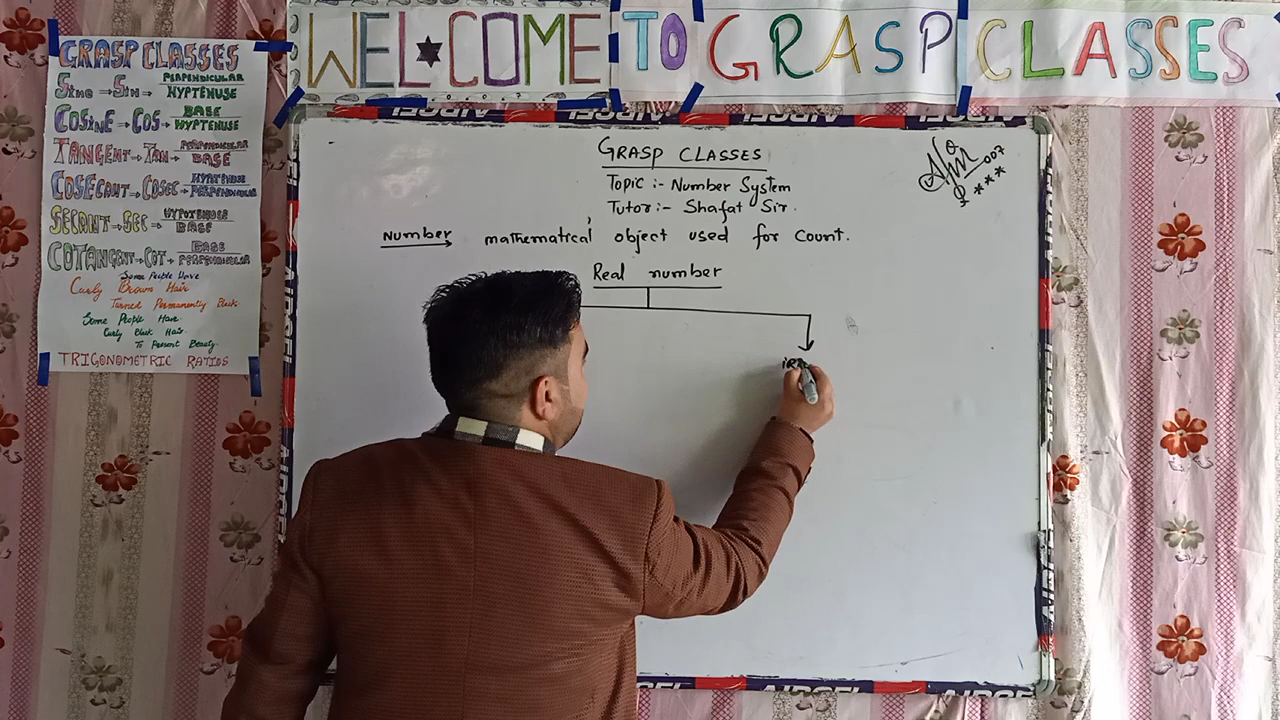 WELCOME TO GRASP CLASSES
GRASP CLASSES
Sine → Sin → PERPENDICULAR
HYPTENUSE
COSINE → COS → BASE
HYPTENUSE
TANGENT → TAN → PERPENDICULAR
BASE
COSECANT → COSEC → HYPTENUSE
PERPENDICULAR
SECANT → SEC → HYPOTENUSE
BASE
COTANGENT → COT → BASE
PERPENDICULAR
Some People Have
Curly Brown Hair
Turned Permanently Black
Some People Have
Curly Black Hair
To Present Beauty.
TRIGONOMETRIC RATIOS
GRASP CLASSES
Topic :- Number System
Tutor :- Shafat Sir.
007
Number → mathematical object used for count.
Real number